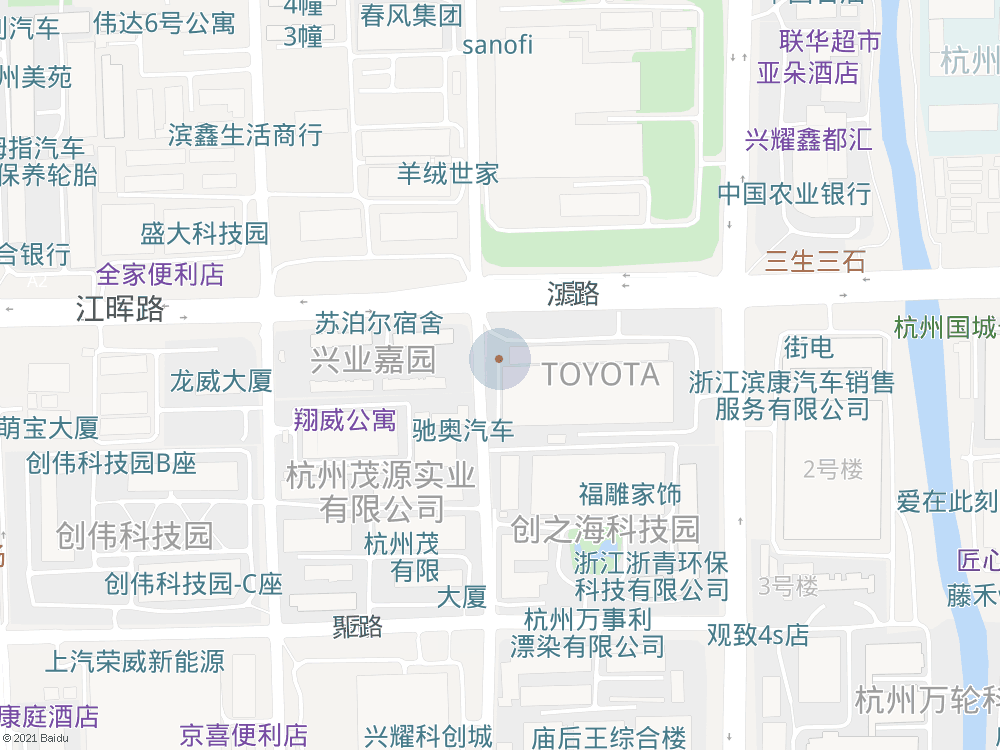 4幢
伟达6号公寓
3幢
春风集团
sanofi
联华超市
亚朵酒店
杭州
州美苑
滨鑫生活商行
兴耀鑫都汇
姆指汽车
保养轮胎
羊绒世家
中国农业银行
盛大科技园
合银行
全家便利店
三生三石
A2
江晖路
苏泊尔宿舍
兴业嘉园
杭州国城
街电
TOYOTA
龙威大厦
浙江滨康汽车销售
服务有限公司
翔威公寓
驰奥汽车
萌宝大厦
创伟科技园B座
2号楼
杭州茂源实业
有限公司
福雕家饰
爱在此刻
创伟科技园
创之海科技园
杭州茂
有限
浙江浙青环保
科技有限公司
匠心
创伟科技园-C座
大厦
3号楼
藤禾
杭州万事利
漂染有限公司
观致4s店
上汽荣威新能源
杭州万轮科
康庭酒店
京喜便利店
兴耀科创城
庙后王综合楼
© 2021 Baidu